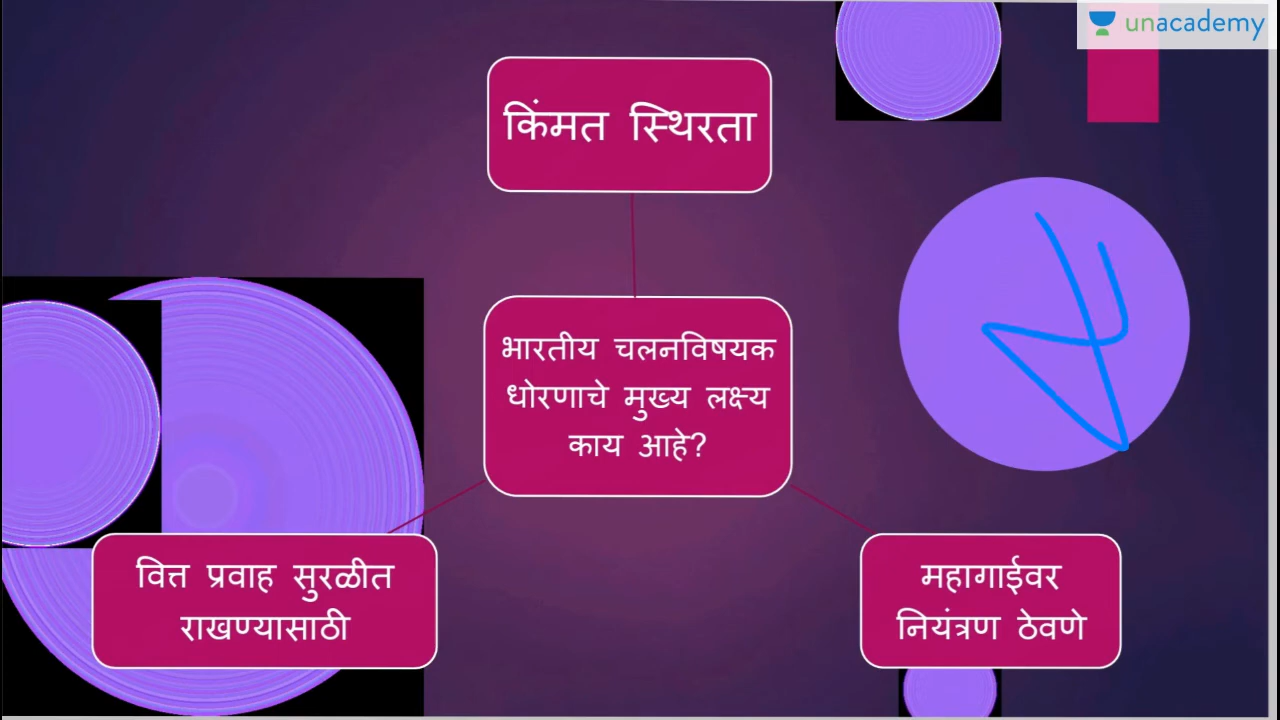 unacademy
किंमत स्थिरता
भारतीय चलनविषयक
धोरणाचे मुख्य लक्ष्य
काय आहे?
वित्त प्रवाह सुरळीत
राखण्यासाठी
महागाईवर
नियंत्रण ठेवणे